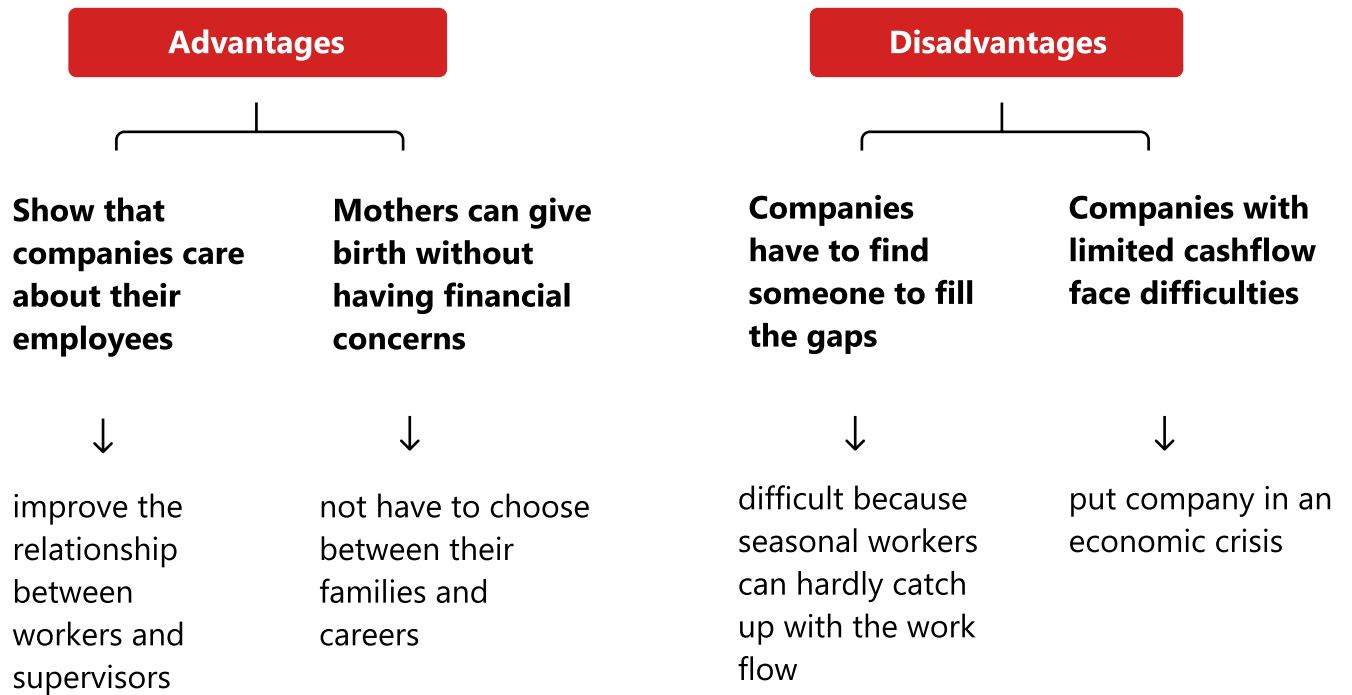 Advantages
Show that
companies care
about their
employees
Mothers can give
birth without
having financial
concerns
improve the
relationship
between
workers and
supervisors
not have to choose
between their
families and
careers
Disadvantages
Companies
have to find
someone to fill
the gaps
Companies with
limited cashflow
face difficulties
difficult because
seasonal workers
can hardly catch
up with the work
flow
put company in an
economic crisis